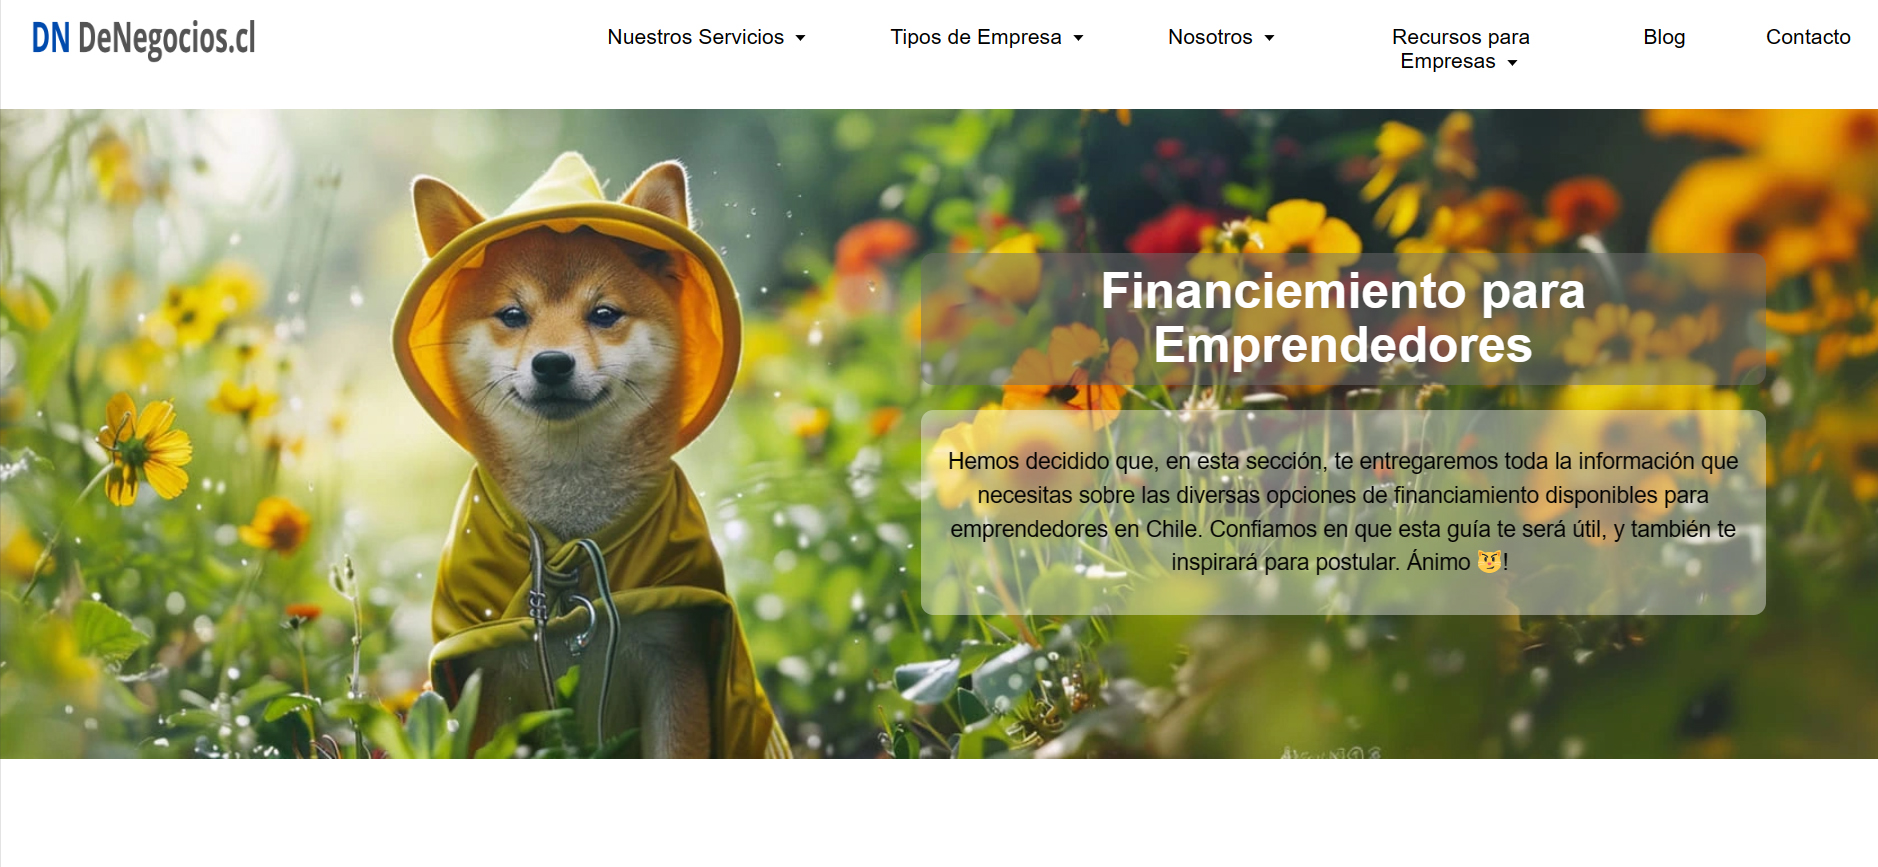 DN DeNegocios.cl
Nuestros Servicios
Tipos de Empresa
Nosotros
Recursos para
Empresas
Blog
Contacto
Financiemiento para
Emprendedores
Hemos decidido que, en esta sección, te entregaremos toda la información que
necesitas sobre las diversas opciones de financiamiento disponibles para
emprendedores en Chile. Confiamos en que esta guía te será útil, y también te
inspirará para postular. Ánimo 😼!